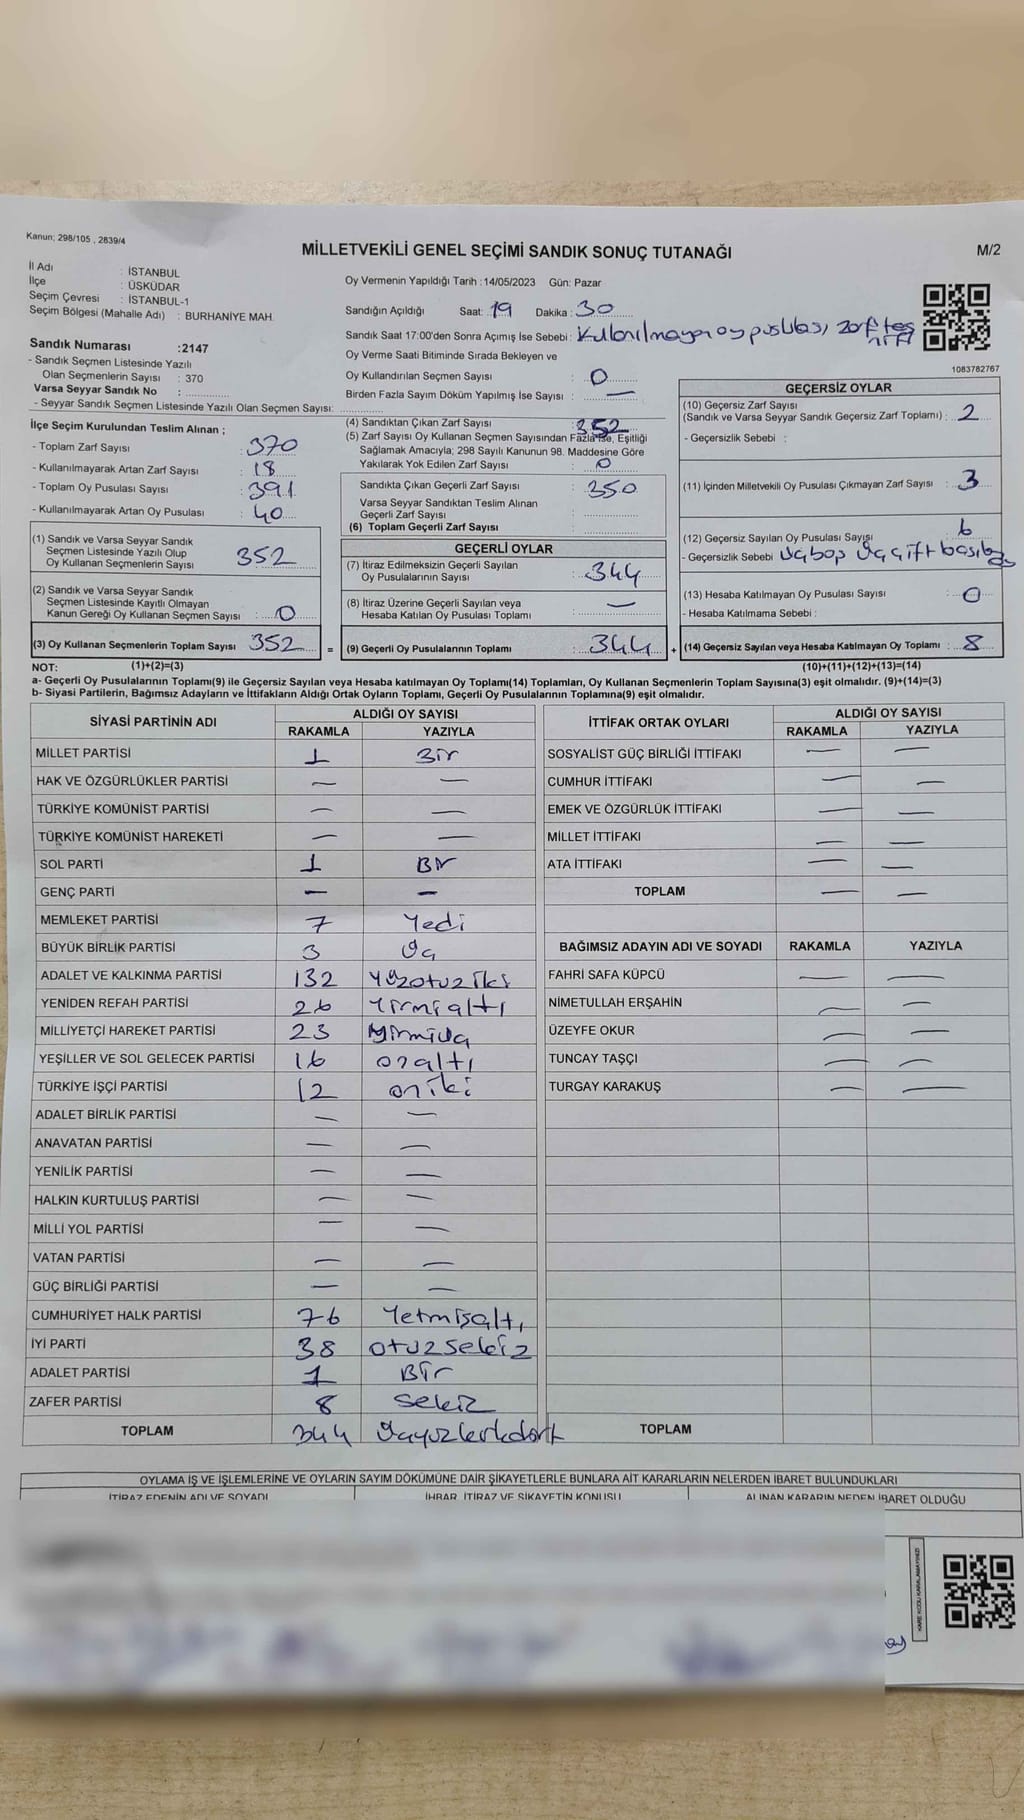 Kanun; 298/105 , 2839/4
MİLLETVEKİLİ GENEL SEÇİMİ SANDIK SONUÇ TUTANAĞI
M/2
İl Adı : İSTANBUL
İlçe : ÜSKÜDAR
Seçim Çevresi : İSTANBUL-1
Seçim Bölgesi (Mahalle Adı) : BURHANİYE MAH.
Oy Vermenin Yapıldığı Tarih : 14/05/2023 Gün: Pazar
Sandığın Açıldığı Saat: 19 Dakika : 30
Sandık Saat 17:00'den Sonra Açımış İse Sebebi : Kullanılmayan oy puslulası, zarf tes
Oy Verme Saati Bitiminde Sırada Bekleyen ve
Oy Kullandırılan Seçmen Sayısı : 0
Birden Fazla Sayım Döküm Yapılmış İse Sayısı : —
1083782767
Sandık Numarası :2147
- Sandık Seçmen Listesinde Yazılı
Olan Seçmenlerin Sayısı : 370
Varsa Seyyar Sandık No :
- Seyyar Sandık Seçmen Listesinde Yazılı Olan Seçmen Sayısı:
İlçe Seçim Kurulundan Teslim Alınan ;
- Toplam Zarf Sayısı : 370
- Kullanılmayarak Artan Zarf Sayısı : 18
- Toplam Oy Pusulası Sayısı : 391
- Kullanılmayarak Artan Oy Pusulası : 40
(1) Sandık ve Varsa Seyyar Sandık
Seçmen Listesinde Yazılı Olup
Oy Kullanan Seçmenlerin Sayısı : 352
(2) Sandık ve Varsa Seyyar Sandık
Seçmen Listesinde Kayıtlı Olmayan
Kanun Gereği Oy Kullanan Seçmen Sayısı : 0
(3) Oy Kullanan Seçmenlerin Toplam Sayısı : 352 =
(4) Sandıktan Çıkan Zarf Sayısı : 352
(5) Zarf Sayısı Oy Kullanan Seçmen Sayısından Fazla İse, Eşitliği
Sağlamak Amacıyla; 298 Sayılı Kanunun 98. Maddesine Göre
Yakılarak Yok Edilen Zarf Sayısı : 0
Sandıkta Çıkan Geçerli Zarf Sayısı : 350
Varsa Seyyar Sandıktan Teslim Alınan
Geçerli Zarf Sayısı :
(6) Toplam Geçerli Zarf Sayısı :
GEÇERLİ OYLAR
(7) İtiraz Edilmeksizin Geçerli Sayılan
Oy Pusulalarının Sayısı : 344
(8) İtiraz Üzerine Geçerli Sayılan veya
Hesaba Katılan Oy Pusulası Toplamı : —
(9) Geçerli Oy Pusulalarının Toplamı : 344 +
GEÇERSİZ OYLAR
(10) Geçersiz Zarf Sayısı
(Sandık ve Varsa Seyyar Sandık Geçersiz Zarf Toplamı) : 2
- Geçersizlik Sebebi :
(11) İçinden Milletvekili Oy Pusulası Çıkmayan Zarf Sayısı : 3
(12) Geçersiz Sayılan Oy Pusulası Sayısı : 6
- Geçersizlik Sebebi
(13) Hesaba Katılmayan Oy Pusulası Sayısı : 0
- Hesaba Katılmama Sebebi :
(14) Geçersiz Sayılan veya Hesaba Katılmayan Oy Toplamı : 8
NOT: (1)+(2)=(3) (10)+(11)+(12)+(13)=(14)
a- Geçerli Oy Pusulalarının Toplamı(9) ile Geçersiz Sayılan veya Hesaba katılmayan Oy Toplamı(14) Toplamları, Oy Kullanan Seçmenlerin Toplam Sayısına(3) eşit olmalıdır. (9)+(14)=(3)
b- Siyasi Partilerin, Bağımsız Adayların ve İttifakların Aldığı Ortak Oyların Toplamı, Geçerli Oy Pusulalarının Toplamına(9) eşit olmalıdır.
SİYASİ PARTİNİN ADI ALDIĞI OY SAYISI
RAKAMLA YAZIYLA
MİLLET PARTİSİ 1 Bir
HAK VE ÖZGÜRLÜKLER PARTİSİ — —
TÜRKİYE KOMÜNİST PARTİSİ — —
TÜRKİYE KOMÜNİST HAREKETİ — —
SOL PARTİ 1 Bir
GENÇ PARTİ — —
MEMLEKET PARTİSİ 7 Yedi
BÜYÜK BİRLİK PARTİSİ 3 Üç
ADALET VE KALKINMA PARTİSİ 132 Yüzotuziki
YENİDEN REFAH PARTİSİ 26 Yirmialtı
MİLLİYETÇİ HAREKET PARTİSİ 23 Yirmiüç
YEŞİLLER VE SOL GELECEK PARTİSİ 16 onaltı
TÜRKİYE İŞÇİ PARTİSİ 12 oniki
ADALET BİRLİK PARTİSİ — —
ANAVATAN PARTİSİ — —
YENİLİK PARTİSİ — —
HALKIN KURTULUŞ PARTİSİ — —
MİLLİ YOL PARTİSİ — —
VATAN PARTİSİ — —
GÜÇ BİRLİĞİ PARTİSİ — —
CUMHURİYET HALK PARTİSİ 76 Yetmişaltı
İYİ PARTİ 38 otuzsekiz
ADALET PARTİSİ 1 Bir
ZAFER PARTİSİ 8 sekiz
TOPLAM 344 Üçyüzkırkdört
İTTİFAK ORTAK OYLARI ALDIĞI OY SAYISI
RAKAMLA YAZIYLA
SOSYALİST GÜÇ BİRLİĞİ İTTİFAKI — —
CUMHUR İTTİFAKI — —
EMEK VE ÖZGÜRLÜK İTTİFAKI — —
MİLLET İTTİFAKI — —
ATA İTTİFAKI — —
TOPLAM — —
BAĞIMSIZ ADAYIN ADI VE SOYADI RAKAMLA YAZIYLA
FAHRİ SAFA KÜPCÜ — —
NİMETULLAH ERŞAHİN — —
ÜZEYFE OKUR — —
TUNCAY TAŞÇI — —
TURGAY KARAKUŞ — —
TOPLAM
OYLAMA İŞ VE İŞLEMLERİNE VE OYLARIN SAYIM DÖKÜMÜNE DAİR ŞİKAYETLERLE BUNLARA AİT KARARLARIN NELERDEN İBARET BULUNDUKLARI
İTİRAZ EDENİN ADI VE SOYADI İHBAR, İTİRAZ VE ŞİKAYETİN KONUSU ALINAN KARARIN NEDEN İBARET OLDUĞU
KARE KODU KARALAMAYINIZ!